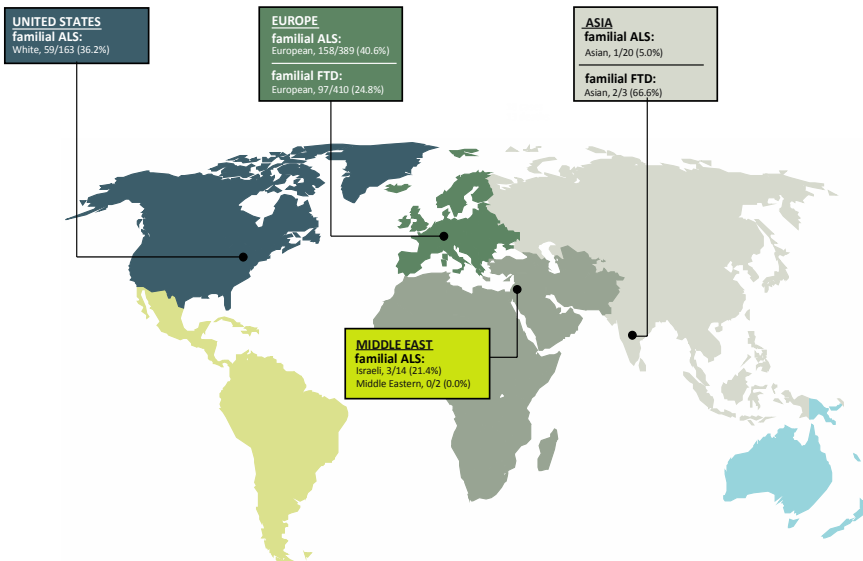 UNITED STATES
familial ALS:
White, 59/163 (36.2%)
EUROPE
familial ALS:
European, 158/389 (40.6%)
familial FTD:
European, 97/410 (24.8%)
ASIA
familial ALS:
Asian, 1/20 (5.0%)
familial FTD:
Asian, 2/3 (66.6%)
MIDDLE EAST
familial ALS:
Israeli, 3/14 (21.4%)
Middle Eastern, 0/2 (0.0%)